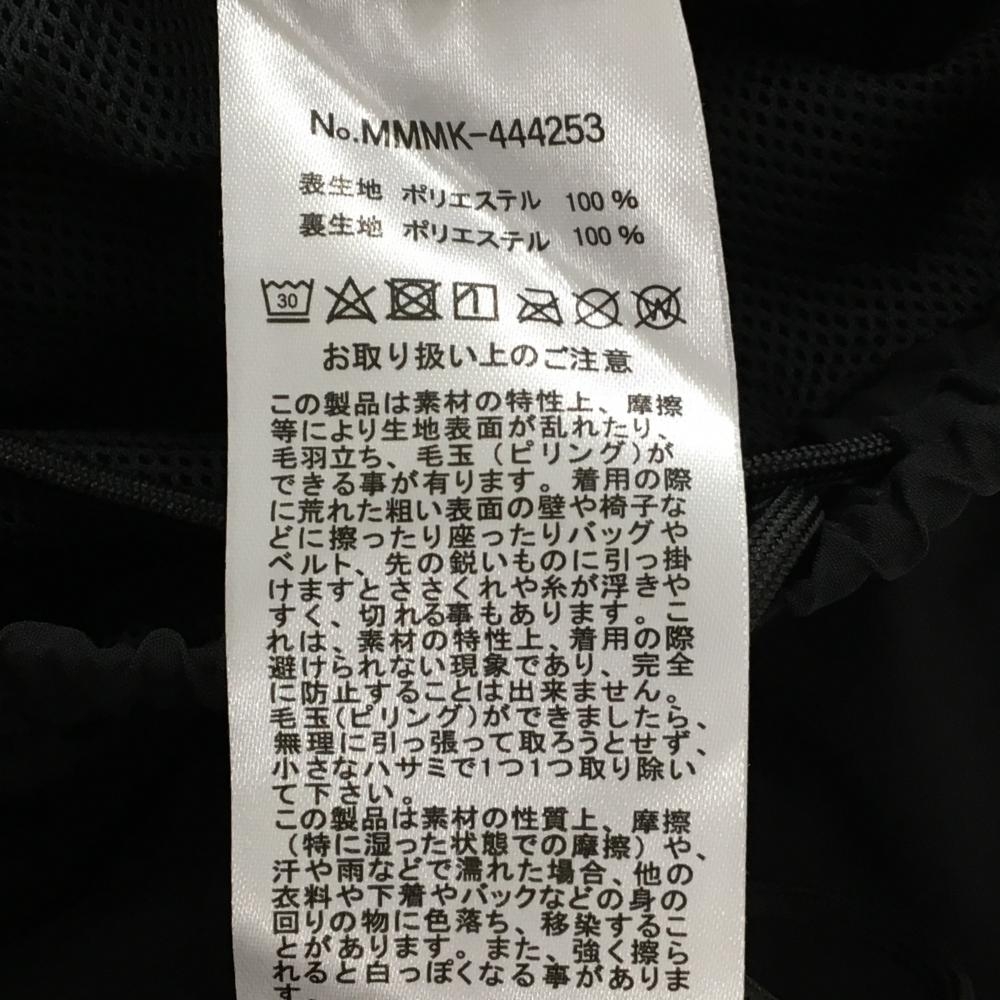 No.MMMK-444253
表生地 ポリエステル 100 %
裏生地 ポリエステル 100 %
30 1 W
お取り扱い上のご注意
この製品は素材の特性上、摩擦
等により生地表面が乱れたり、
毛羽立ち、毛玉（ピリング)が
できる事が有ります。着用の際
に荒れた粗い表面の壁や椅子な
どに擦ったり座ったりバッグや
ベルト、先の鋭いものに引っ掛
けますとささくれや糸が浮きや
すく、切れる事もあります。こ
れは、素材の特性上、着用の際
避けられない現象であり、完全
に防止することは出来ません。
毛玉(ピリング)ができましたら、
無理に引っ張って取ろうとせず、
小さなハサミで1つ1つ取り除い
て下さい。
この製品は素材の性質上、摩擦
（特に湿った状態での摩擦）や、
汗や雨などで濡れた場合、他の
衣料や下着やバックなどの身の
回りの物に色落ち、移染するこ
とがあります。また、強く擦ら
れると白っぽくなる事がありま
す。